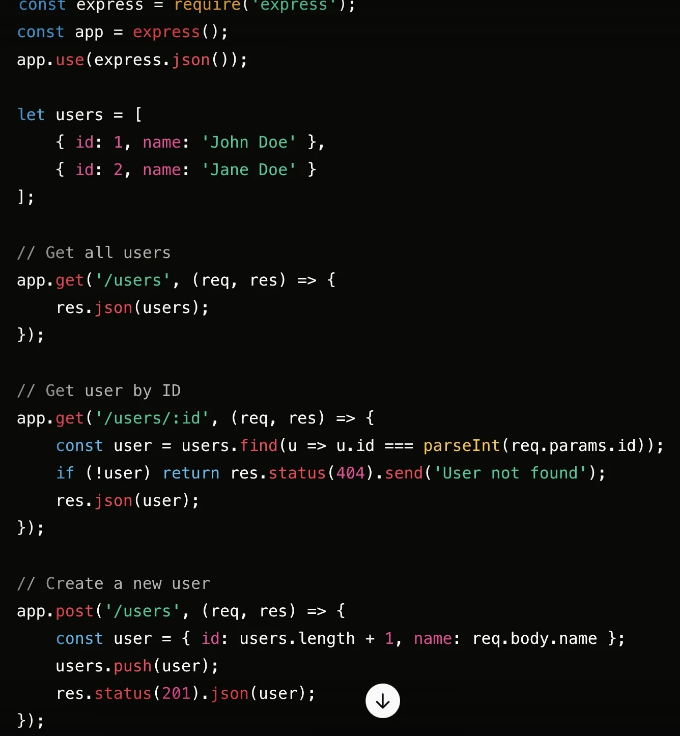 const express = require('express');
const app = express();
app.use(express.json());

let users = [
    { id: 1, name: 'John Doe' },
    { id: 2, name: 'Jane Doe' }
];

// Get all users
app.get('/users', (req, res) => {
    res.json(users);
});

// Get user by ID
app.get('/users/:id', (req, res) => {
    const user = users.find(u => u.id === parseInt(req.params.id));
    if (!user) return res.status(404).send('User not found');
    res.json(user);
});

// Create a new user
app.post('/users', (req, res) => {
    const user = { id: users.length + 1, name: req.body.name };
    users.push(user);
    res.status(201).json(user);
});